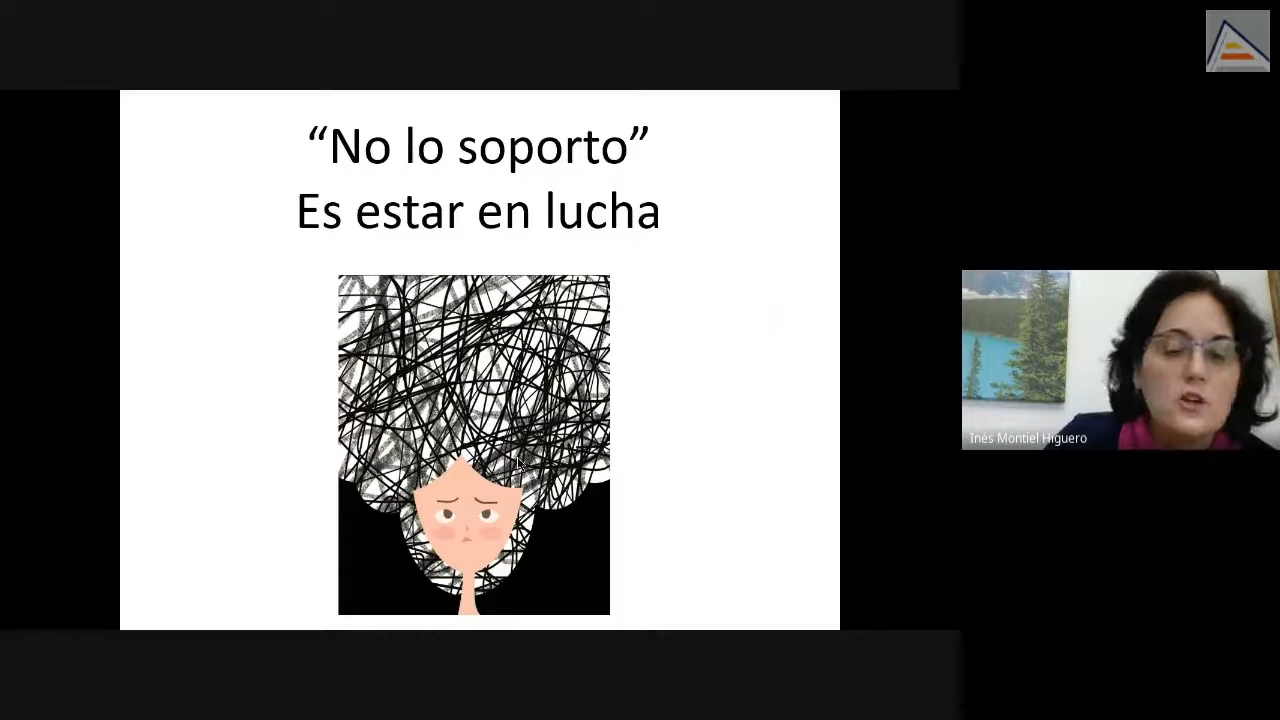 “No lo soporto”
Es estar en lucha
Inés Montiel Higuero